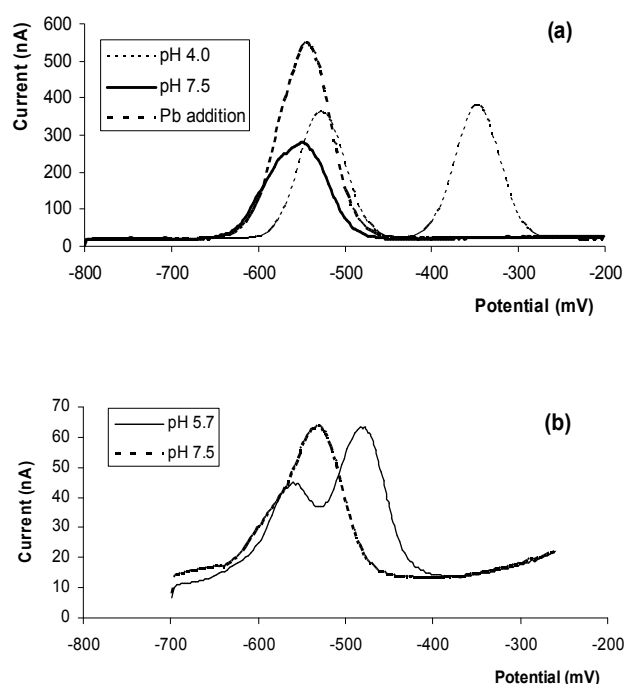 (a)
600
500
400
300
200
100
0
Current (nA)
pH 4.0
pH 7.5
Pb addition
-800 -700 -600 -500 -400 -300 -200
Potential (mV)
(b)
70
60
50
40
30
20
10
0
Current (nA)
pH 5.7
pH 7.5
-800 -700 -600 -500 -400 -300 -200
Potential (mV)